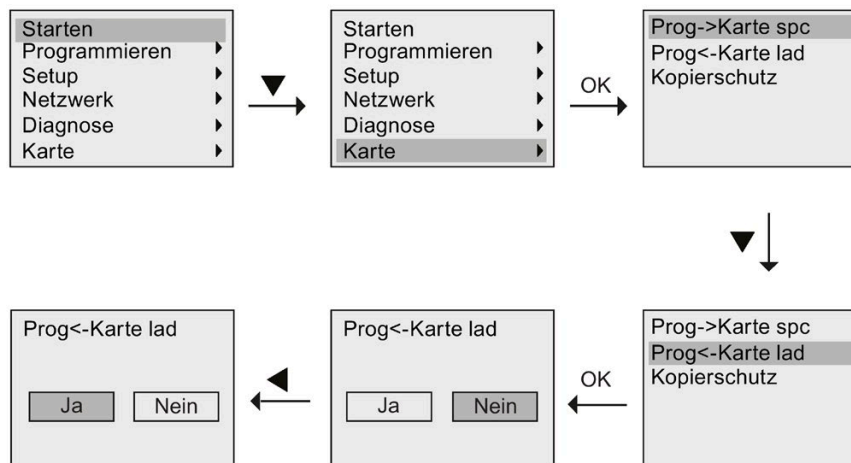 Starten
Programmieren
Setup
Netzwerk
Diagnose
Karte
Starten
Programmieren
Setup
Netzwerk
Diagnose
Karte
OK
Prog->Karte spc
Prog<-Karte lad
Kopierschutz
Prog<-Karte lad
Ja Nein
Prog<-Karte lad
Ja Nein
OK
Prog->Karte spc
Prog<-Karte lad
Kopierschutz